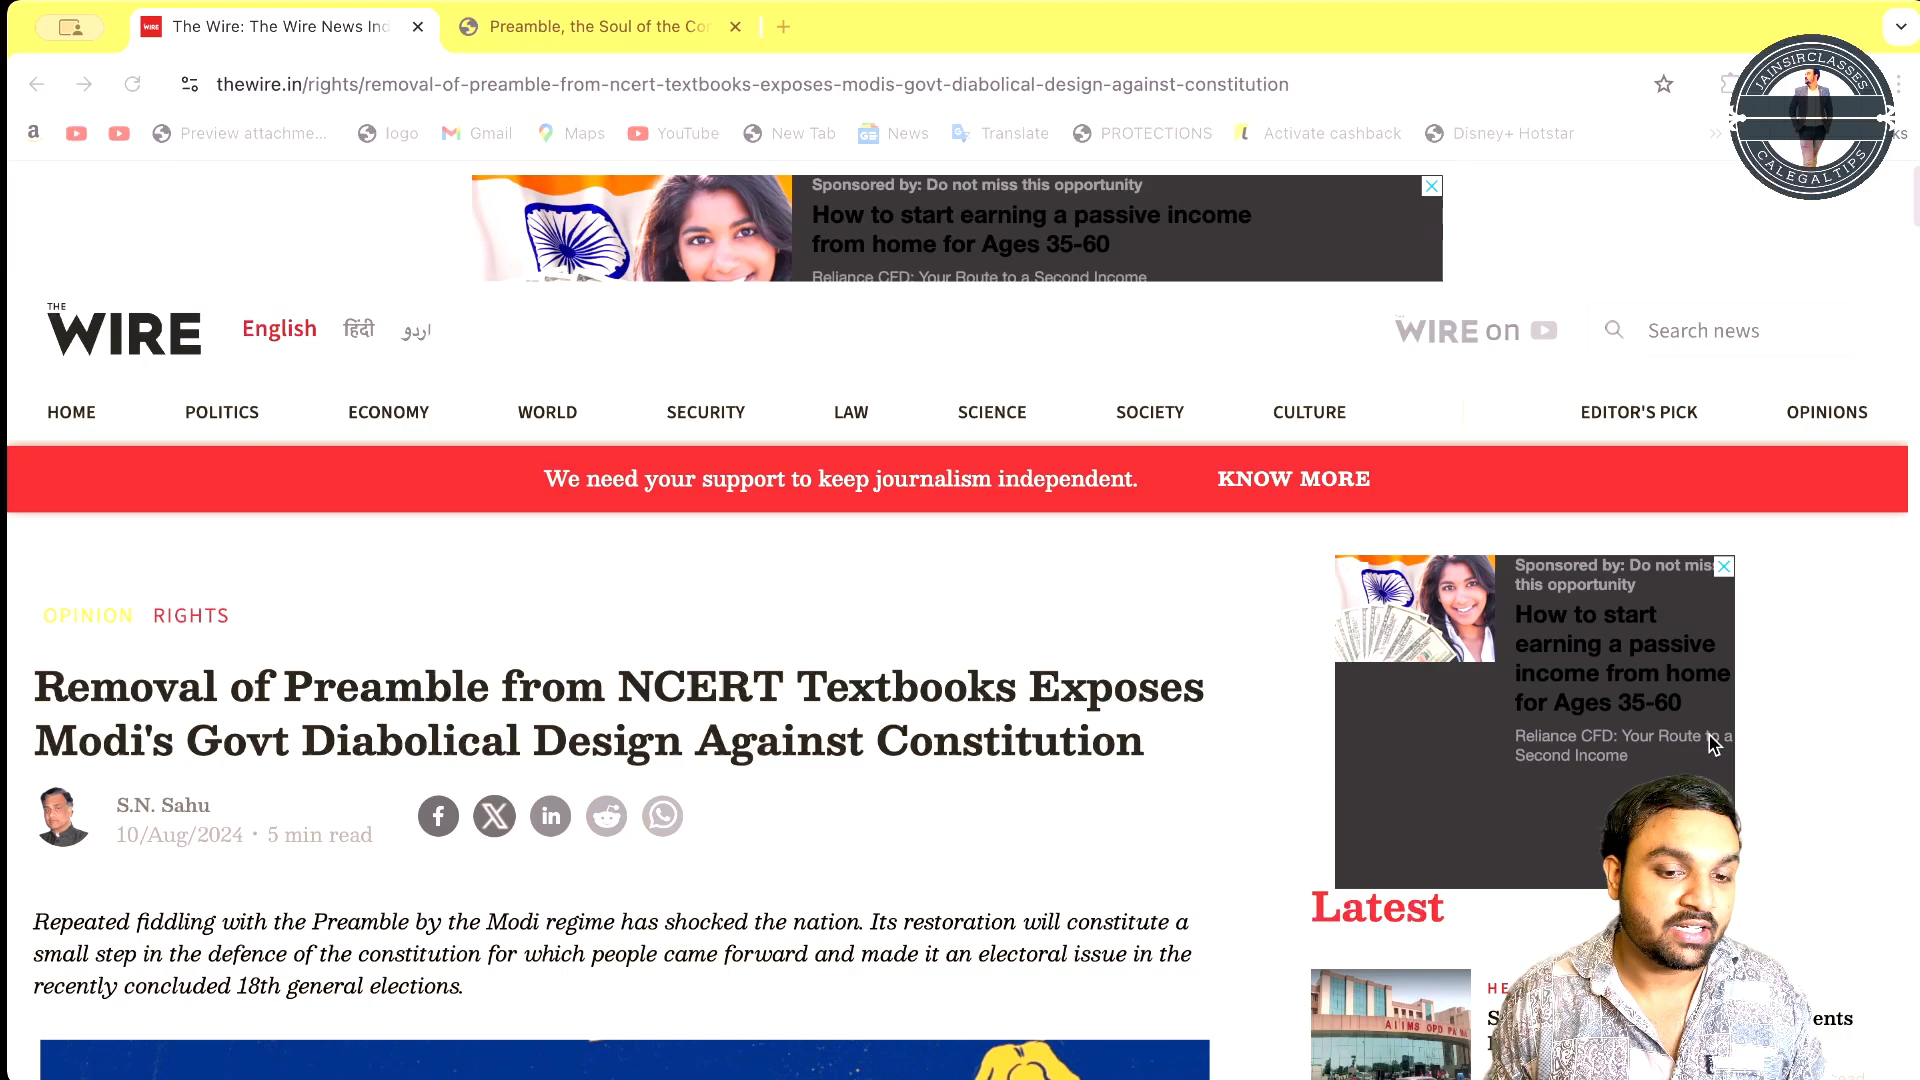 The Wire: The Wire News Ind
Preamble, the Soul of the Cor
thewire.in/rights/removal-of-preamble-from-ncert-textbooks-exposes-modis-govt-diabolical-design-against-constitution
JAINSIRCLASSES
CALEGALTIPS
a
Preview attachme...
logo
Gmail
Maps
YouTube
New Tab
News
Translate
PROTECTIONS
Activate cashback
Disney+ Hotstar
Sponsored by: Do not miss this opportunity
How to start earning a passive income
from home for Ages 35-60
Reliance CFD: Your Route to a Second Income
THE
WIRE
English
हिंदी
اردو
WIRE on
Search news
HOME
POLITICS
ECONOMY
WORLD
SECURITY
LAW
SCIENCE
SOCIETY
CULTURE
EDITOR'S PICK
OPINIONS
We need your support to keep journalism independent.
KNOW MORE
OPINION RIGHTS
Removal of Preamble from NCERT Textbooks Exposes
Modi's Govt Diabolical Design Against Constitution
S.N. Sahu
10/Aug/2024 · 5 min read
Repeated fiddling with the Preamble by the Modi regime has shocked the nation. Its restoration will constitute a
small step in the defence of the constitution for which people came forward and made it an electoral issue in the
recently concluded 18th general elections.
Sponsored by: Do not mis
this opportunity
How to start
earning a passive
income from home
for Ages 35-60
Reliance CFD: Your Route to a
Second Income
Latest
AIIMS OPD
HE
ents